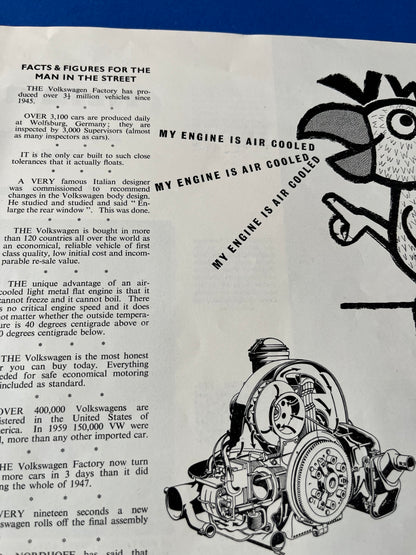 FACTS & FIGURES FOR THE
MAN IN THE STREET
THE Volkswagen Factory has pro-
duced over 3½ million vehicles since
1945.
* * *
OVER 3,100 cars are produced daily
at Wolfsburg, Germany; they are
inspected by 3,000 Supervisors (almost
as many inspectors as cars).
* * *
IT is the only car built to such close
tolerances that it actually floats.
* * *
A VERY famous Italian designer
was commissioned to recommend
changes in the Volkswagen body design.
He studied and studied and said "En-
large the rear window". This was done.
* * *
THE Volkswagen is bought in more
than 120 countries all over the world as
an economical, reliable vehicle of first
class quality, low initial cost and incom-
parable re-sale value.
* * *
THE unique advantage of an air-
cooled light metal flat engine is that it
cannot freeze and it cannot boil. There
is no critical engine speed and it does
not matter whether the outside tempera-
ure is 40 degrees centigrade above or
0 degrees centigrade below.
* * *
THE Volkswagen is the most honest
r you can buy today. Everything
eded for safe economical motoring
included as standard.
* * *
OVER 400,000 Volkswagens are
istered in the United States of
erica. In 1959 150,000 VW were
d, more than any other imported car.
* * *
HE Volkswagen Factory now turn
more cars in 3 days than it did
ing the whole of 1947.
* * *
VERY nineteen seconds a new
swagen rolls off the final assembly
* * *
NORDHOFF has said that
MY ENGINE IS AIR COOLED
MY ENGINE IS AIR COOLED
MY ENGINE IS AIR COOLED